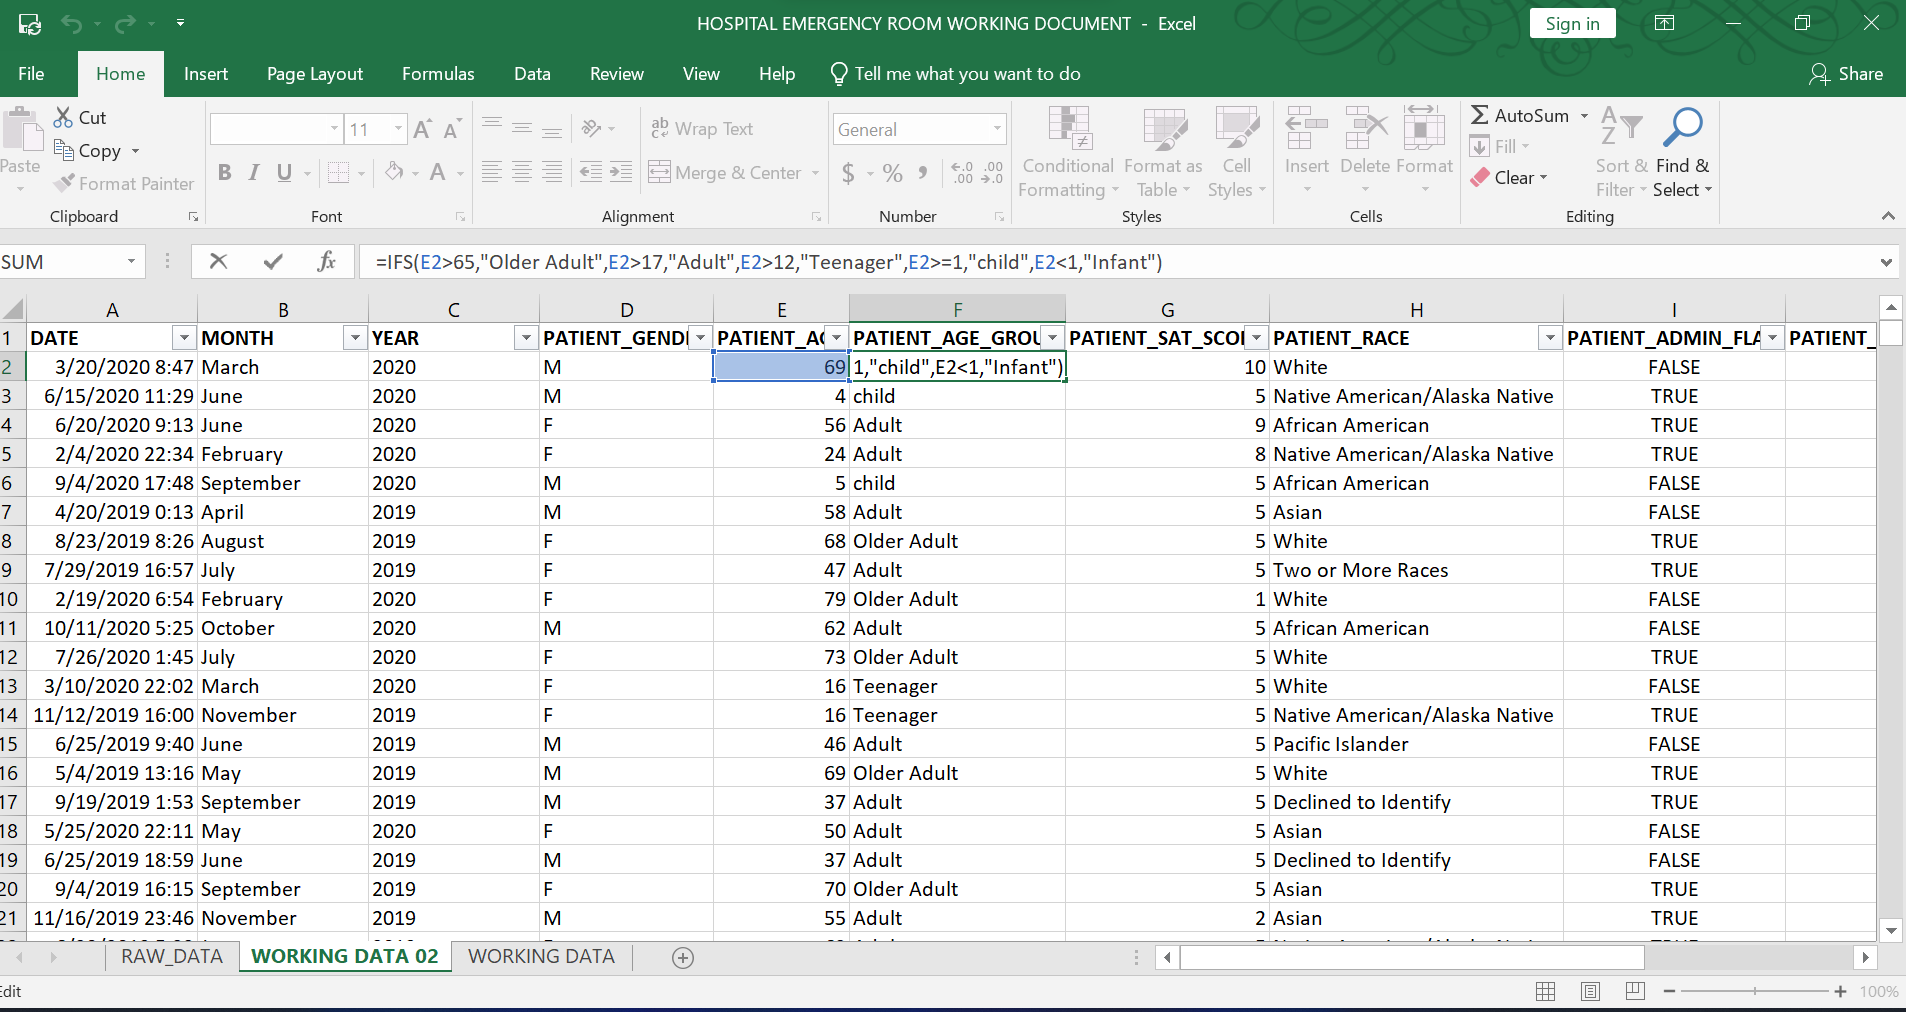 HOSPITAL EMERGENCY ROOM WORKING DOCUMENT - Excel Sign in
File Home Insert Page Layout Formulas Data Review View Help Tell me what you want to do Share
Paste Cut Copy Format Painter Clipboard
11 A A B I U A Font
ab Wrap Text Merge & Center Alignment
General $ % , .00 .00 Number
Conditional Formatting Format as Table Cell Styles Styles
Insert Delete Format Cells
AutoSum Fill Clear Sort & Filter Find & Select Editing
SUM fx =IFS(E2>65,"Older Adult",E2>17,"Adult",E2>12,"Teenager",E2>=1,"child",E2<1,"Infant")
A B C D E F G H I
1 DATE MONTH YEAR PATIENT_GEND PATIENT_A PATIENT_AGE_GROU PATIENT_SAT_SCO PATIENT_RACE PATIENT_ADMIN_FLA PATIENT_
2 3/20/2020 8:47 March 2020 M 69 1,"child",E2<1,"Infant") 10 White FALSE
3 6/15/2020 11:29 June 2020 M 4 child 5 Native American/Alaska Native TRUE
4 6/20/2020 9:13 June 2020 F 56 Adult 9 African American TRUE
5 2/4/2020 22:34 February 2020 F 24 Adult 8 Native American/Alaska Native TRUE
6 9/4/2020 17:48 September 2020 M 5 child 5 African American FALSE
7 4/20/2019 0:13 April 2019 M 58 Adult 5 Asian FALSE
8 8/23/2019 8:26 August 2019 F 68 Older Adult 5 White TRUE
9 7/29/2019 16:57 July 2019 F 47 Adult 5 Two or More Races TRUE
10 2/19/2020 6:54 February 2020 F 79 Older Adult 1 White FALSE
11 10/11/2020 5:25 October 2020 M 62 Adult 5 African American FALSE
12 7/26/2020 1:45 July 2020 F 73 Older Adult 5 White TRUE
13 3/10/2020 22:02 March 2020 F 16 Teenager 5 White FALSE
14 11/12/2019 16:00 November 2019 F 16 Teenager 5 Native American/Alaska Native TRUE
15 6/25/2019 9:40 June 2019 M 46 Adult 5 Pacific Islander FALSE
16 5/4/2019 13:16 May 2019 M 69 Older Adult 5 White TRUE
17 9/19/2019 1:53 September 2019 M 37 Adult 5 Declined to Identify TRUE
18 5/25/2020 22:11 May 2020 F 50 Adult 5 Asian FALSE
19 6/25/2019 18:59 June 2019 M 37 Adult 5 Declined to Identify FALSE
20 9/4/2019 16:15 September 2019 F 70 Older Adult 5 Asian TRUE
21 11/16/2019 23:46 November 2019 M 55 Adult 2 Asian TRUE
RAW_DATA WORKING DATA 02 WORKING DATA
Edit 100%